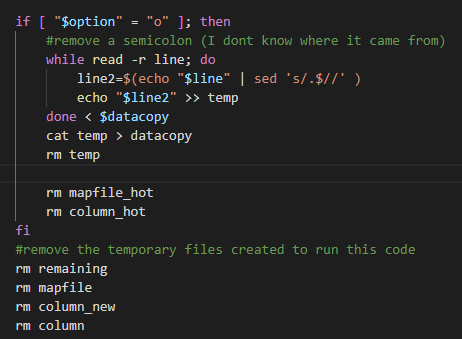 if [ "$option" = "o" ]; then
    #remove a semicolon (I dont know where it came from)
    while read -r line; do
        line2=$(echo "$line" | sed 's/.$//' )
        echo "$line2" >> temp
    done < $datacopy
    cat temp > datacopy
    rm temp

    rm mapfile_hot
    rm column_hot
fi
#remove the temporary files created to run this code
rm remaining
rm mapfile
rm column_new
rm column